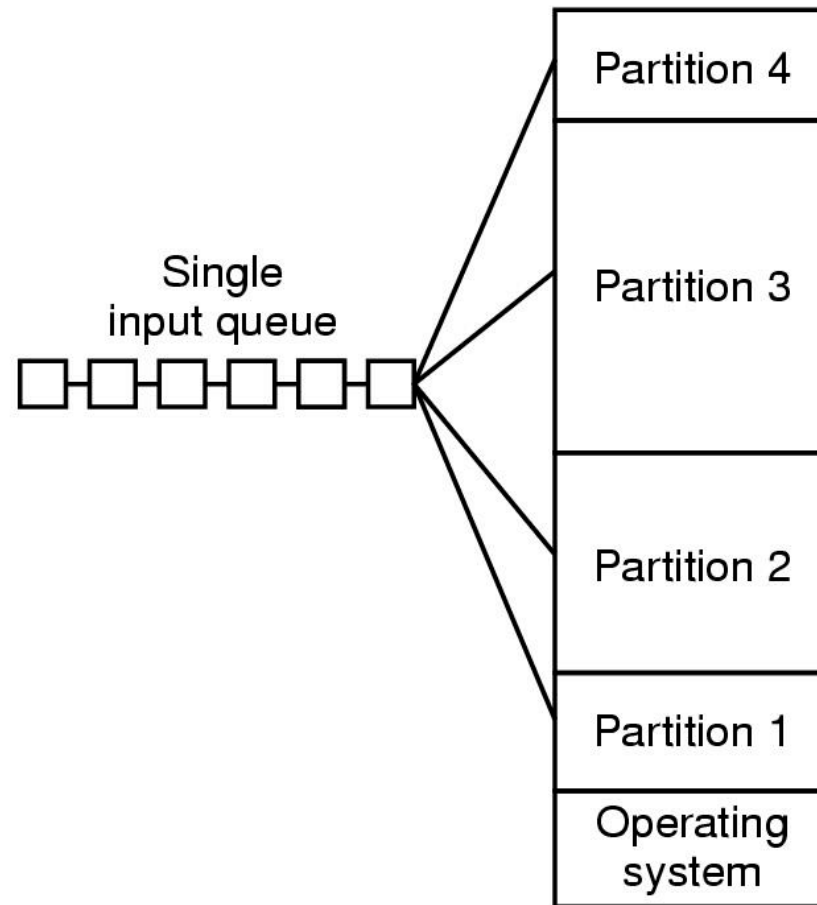 Partition 4
Partition 3
Single
input queue
Partition 2
Partition 1
Operating
system